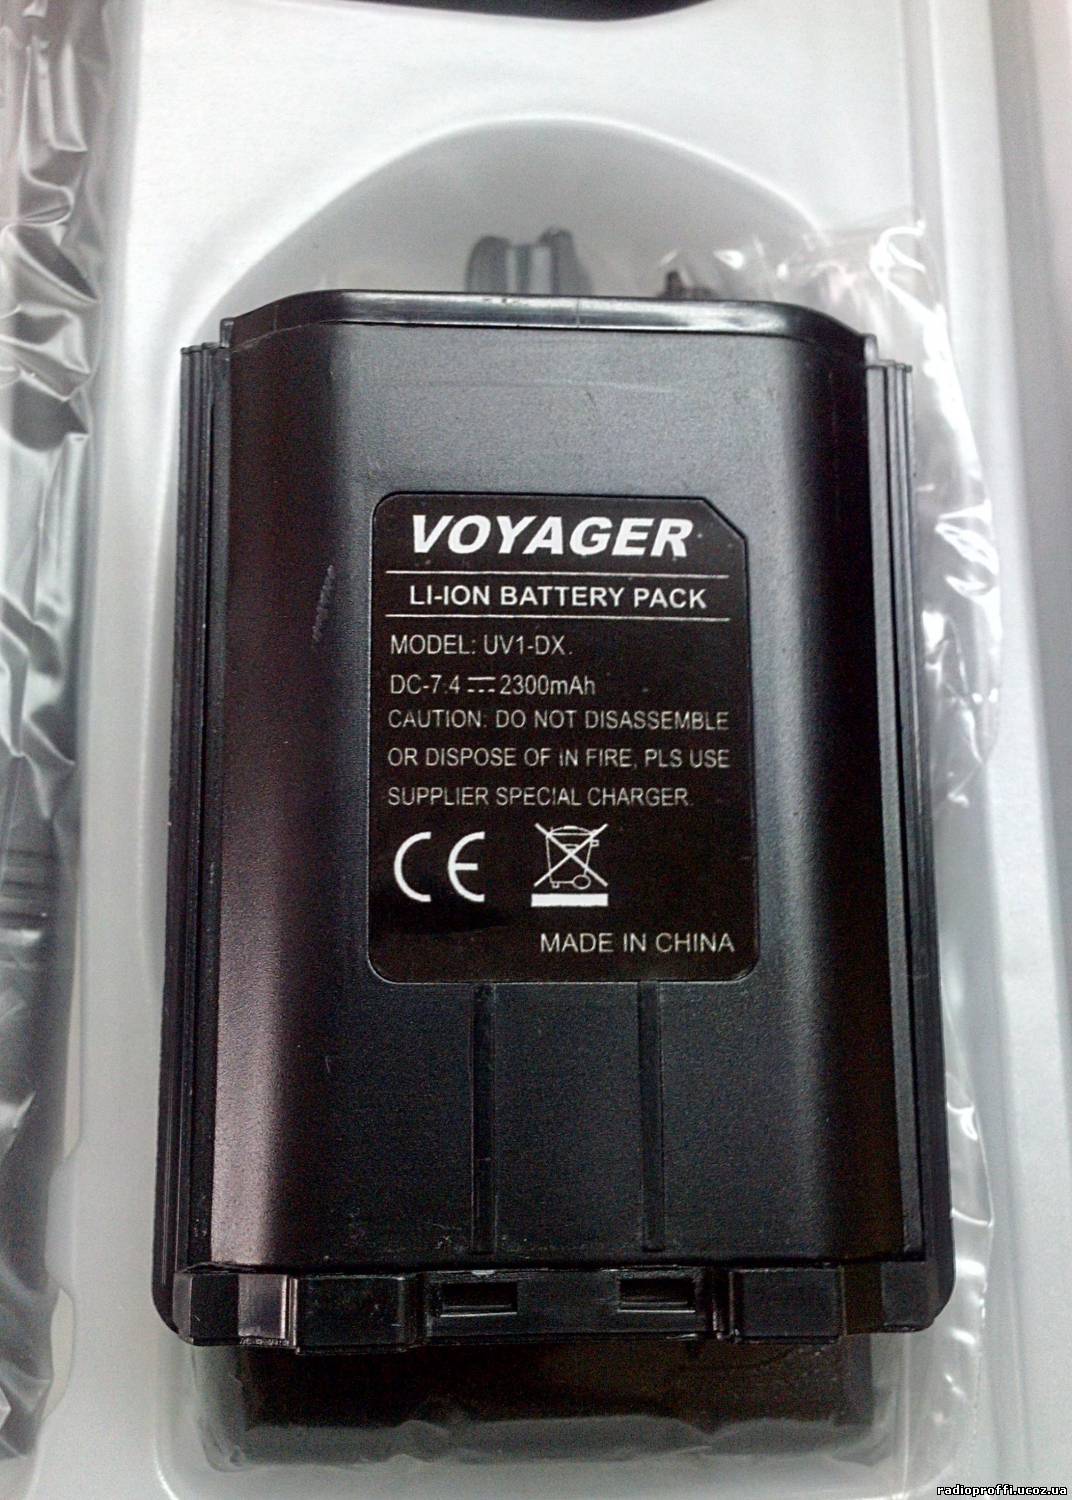 VOYAGER
LI-ION BATTERY PACK
MODEL: UV1-DX.
DC-7.4 ⎓ 2300mAh
CAUTION: DO NOT DISASSEMBLE
OR DISPOSE OF IN FIRE, PLS USE
SUPPLIER SPECIAL CHARGER.
CE
MADE IN CHINA
radioproffi.ucoz.ua